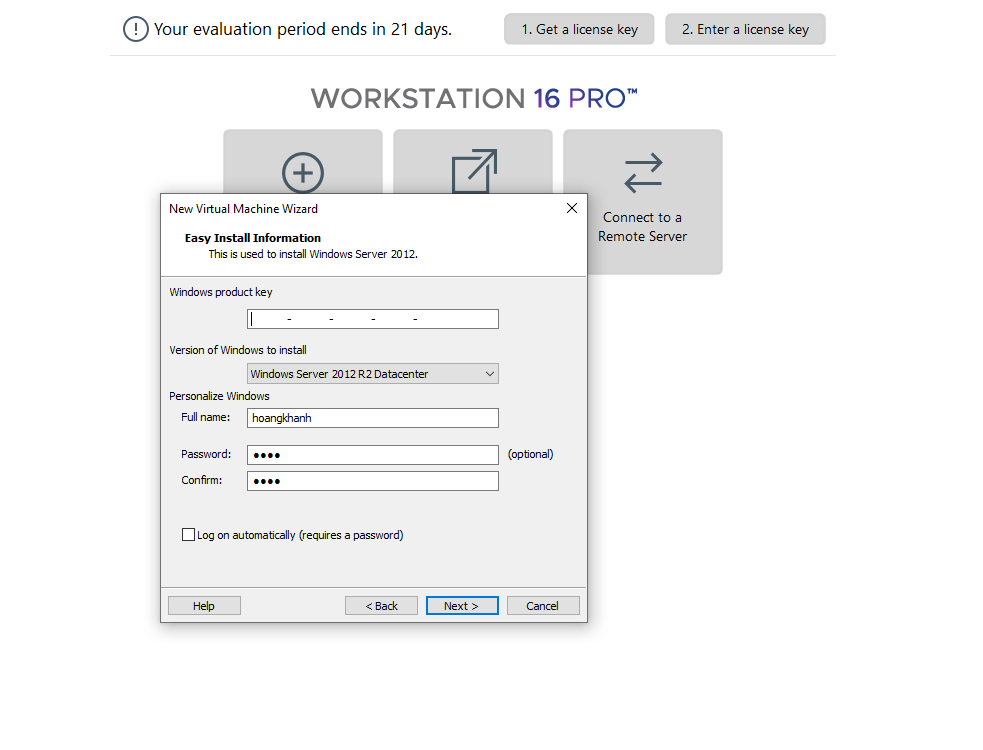 Your evaluation period ends in 21 days.
1. Get a license key
2. Enter a license key
WORKSTATION 16 PRO™
Connect to a
Remote Server
New Virtual Machine Wizard
Easy Install Information
This is used to install Windows Server 2012.
Windows product key
- - - -
Version of Windows to install
Windows Server 2012 R2 Datacenter
Personalize Windows
Full name: hoangkhanh
Password: ●●●● (optional)
Confirm: ●●●●
Log on automatically (requires a password)
Help < Back Next > Cancel